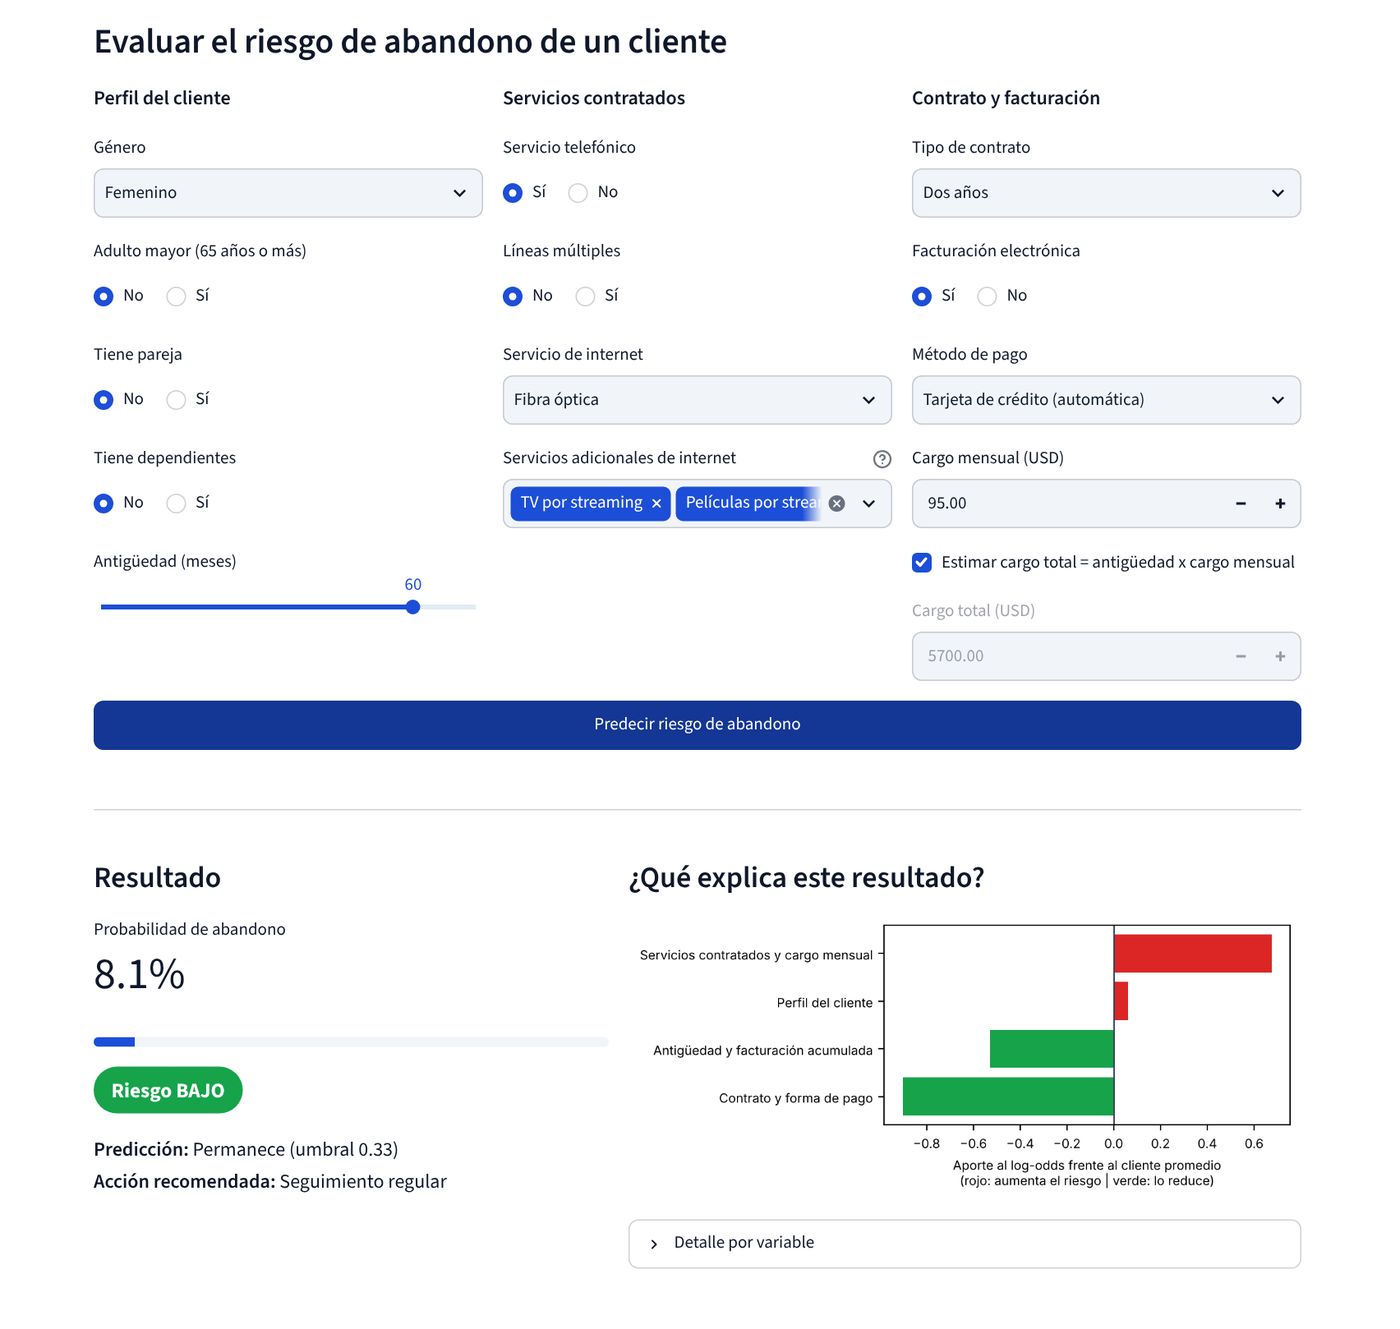 Evaluar el riesgo de abandono de un cliente
Perfil del cliente
Género
Femenino
Adulto mayor (65 años o más)
No Sí
Tiene pareja
No Sí
Tiene dependientes
No Sí
Antigüedad (meses)
60
Servicios contratados
Servicio telefónico
Sí No
Líneas múltiples
No Sí
Servicio de internet
Fibra óptica
Servicios adicionales de internet
TV por streaming Películas por
Contrato y facturación
Tipo de contrato
Dos años
Facturación electrónica
Sí No
Método de pago
Tarjeta de crédito (automática)
Cargo mensual (USD)
95.00
Estimar cargo total = antigüedad x cargo mensual
Cargo total (USD)
5700.00
Predecir riesgo de abandono
Resultado
Probabilidad de abandono
8.1%
Riesgo BAJO
Predicción: Permanece (umbral 0.33)
Acción recomendada: Seguimiento regular
¿Qué explica este resultado?
Servicios contratados y cargo mensual
Perfil del cliente
Antigüedad y facturación acumulada
Contrato y forma de pago
−0.8 −0.6 −0.4 −0.2 0.0 0.2 0.4 0.6
Aporte al log-odds frente al cliente promedio
(rojo: aumenta el riesgo | verde: lo reduce)
Detalle por variable